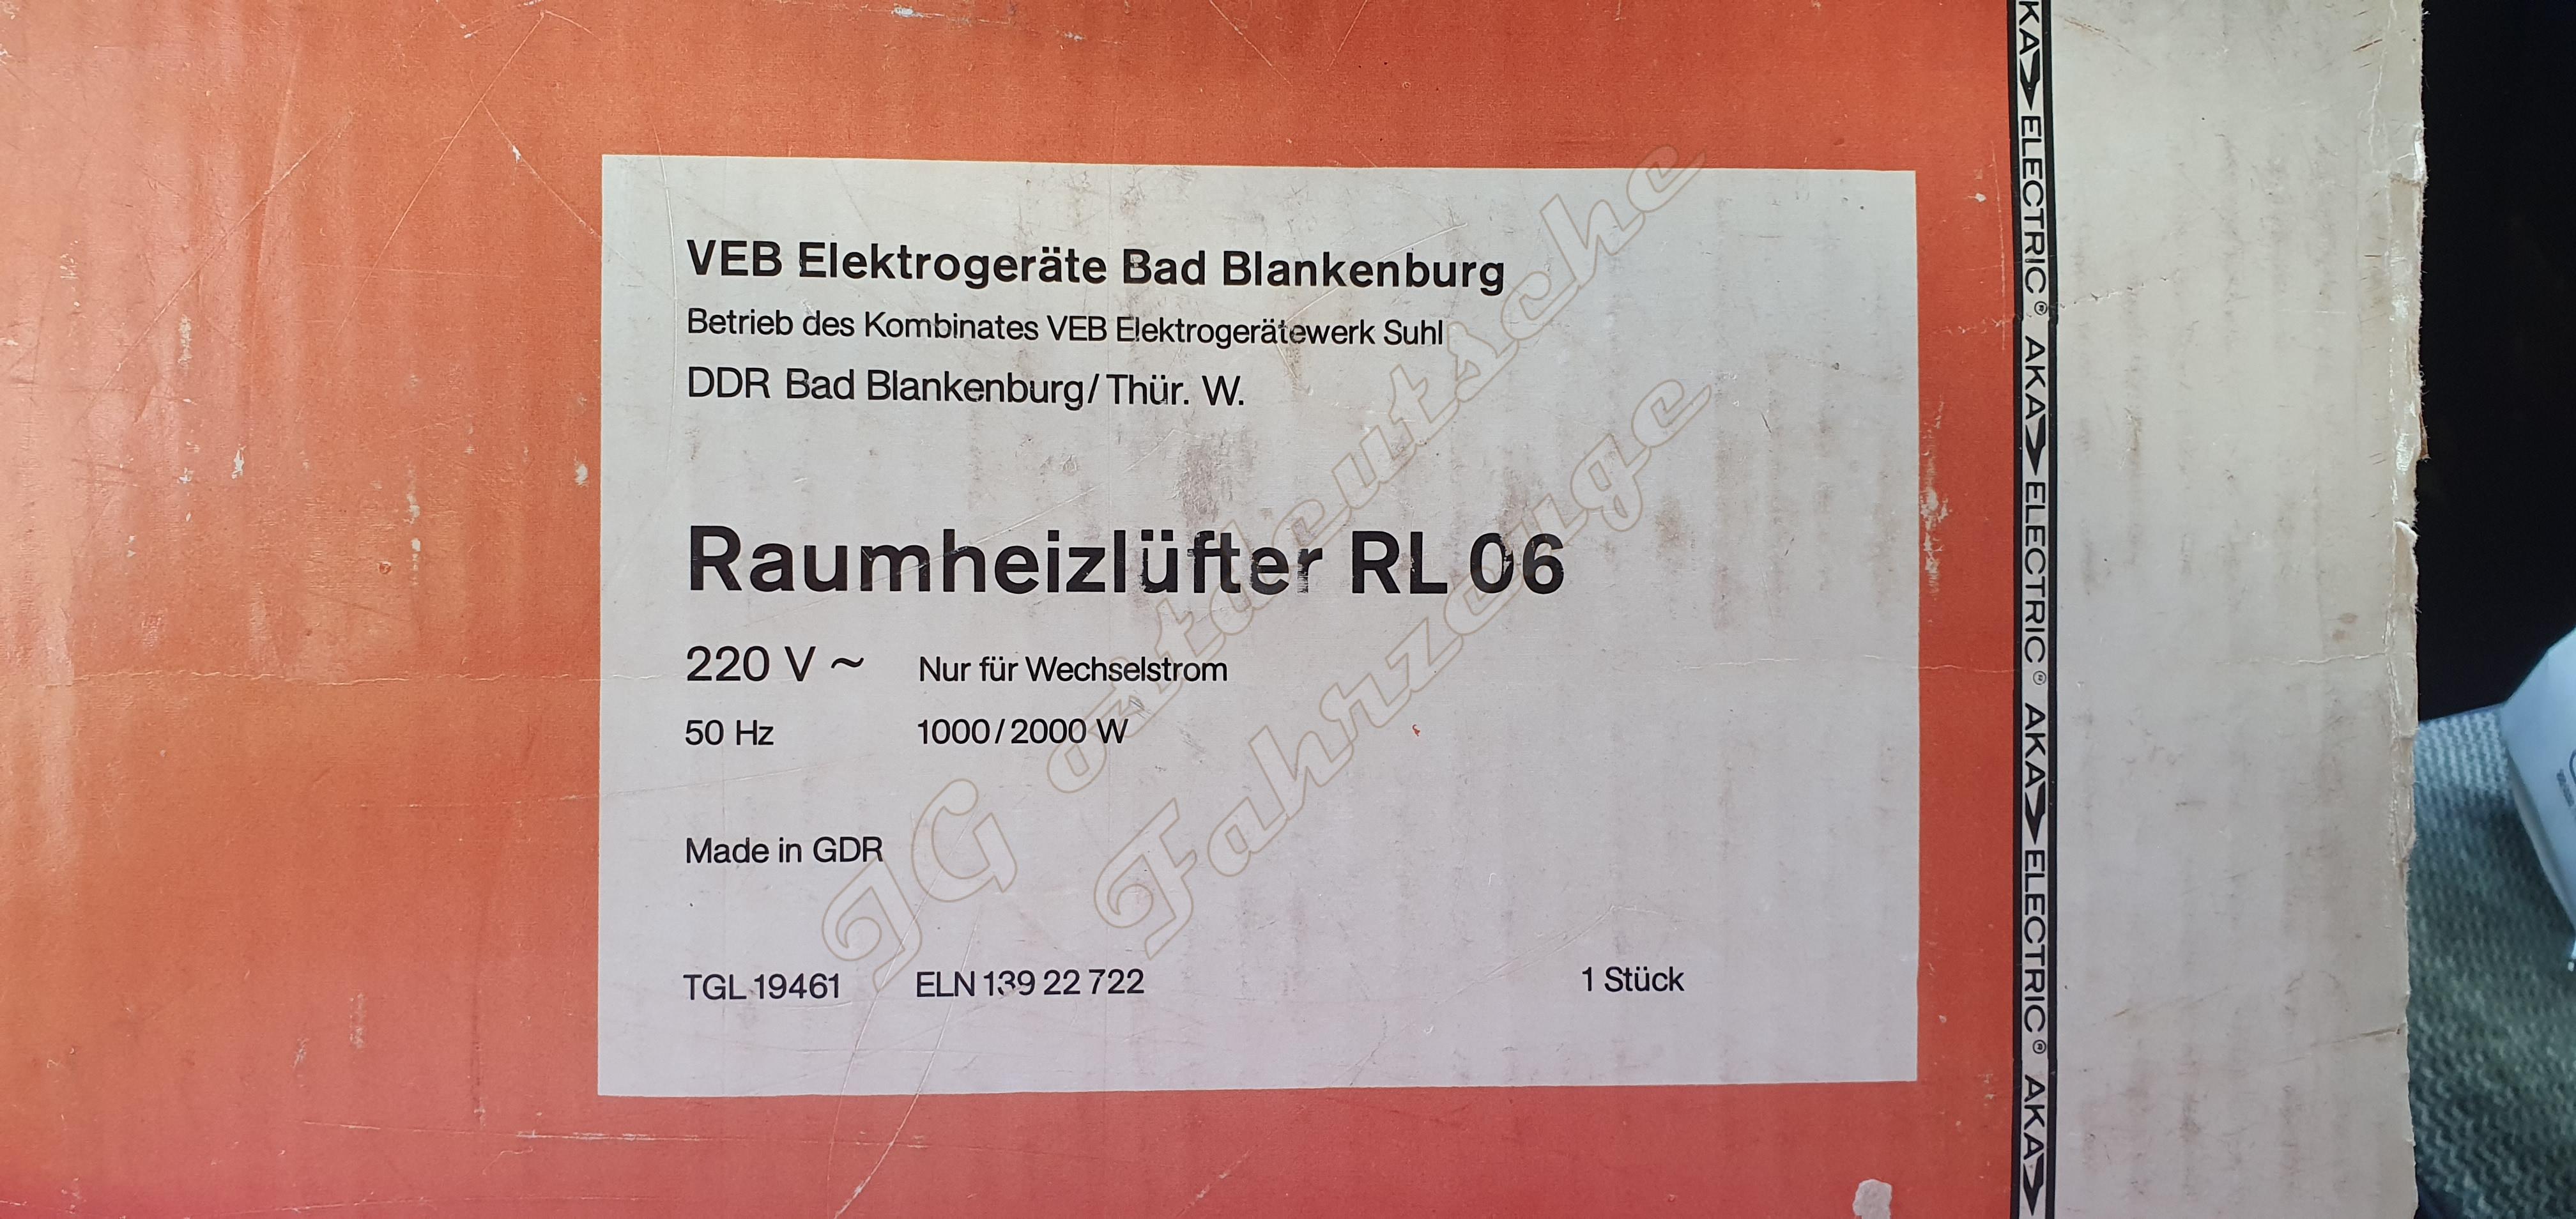 VEB Elektrogeräte Bad Blankenburg
Betrieb des Kombinates VEB Elektrogerätewerk Suhl
DDR Bad Blankenburg/Thür. W.
Raumheizlüfter RL 06
220 V ~ Nur für Wechselstrom
50 Hz 1000/2000 W
Made in GDR
TGL 19461 ELN 139 22 722 1 Stück
KA ELECTRIC® AKA ELECTRIC® AKA ELECTRIC® AKA
IG ostdeutsche
Fahrzeuge